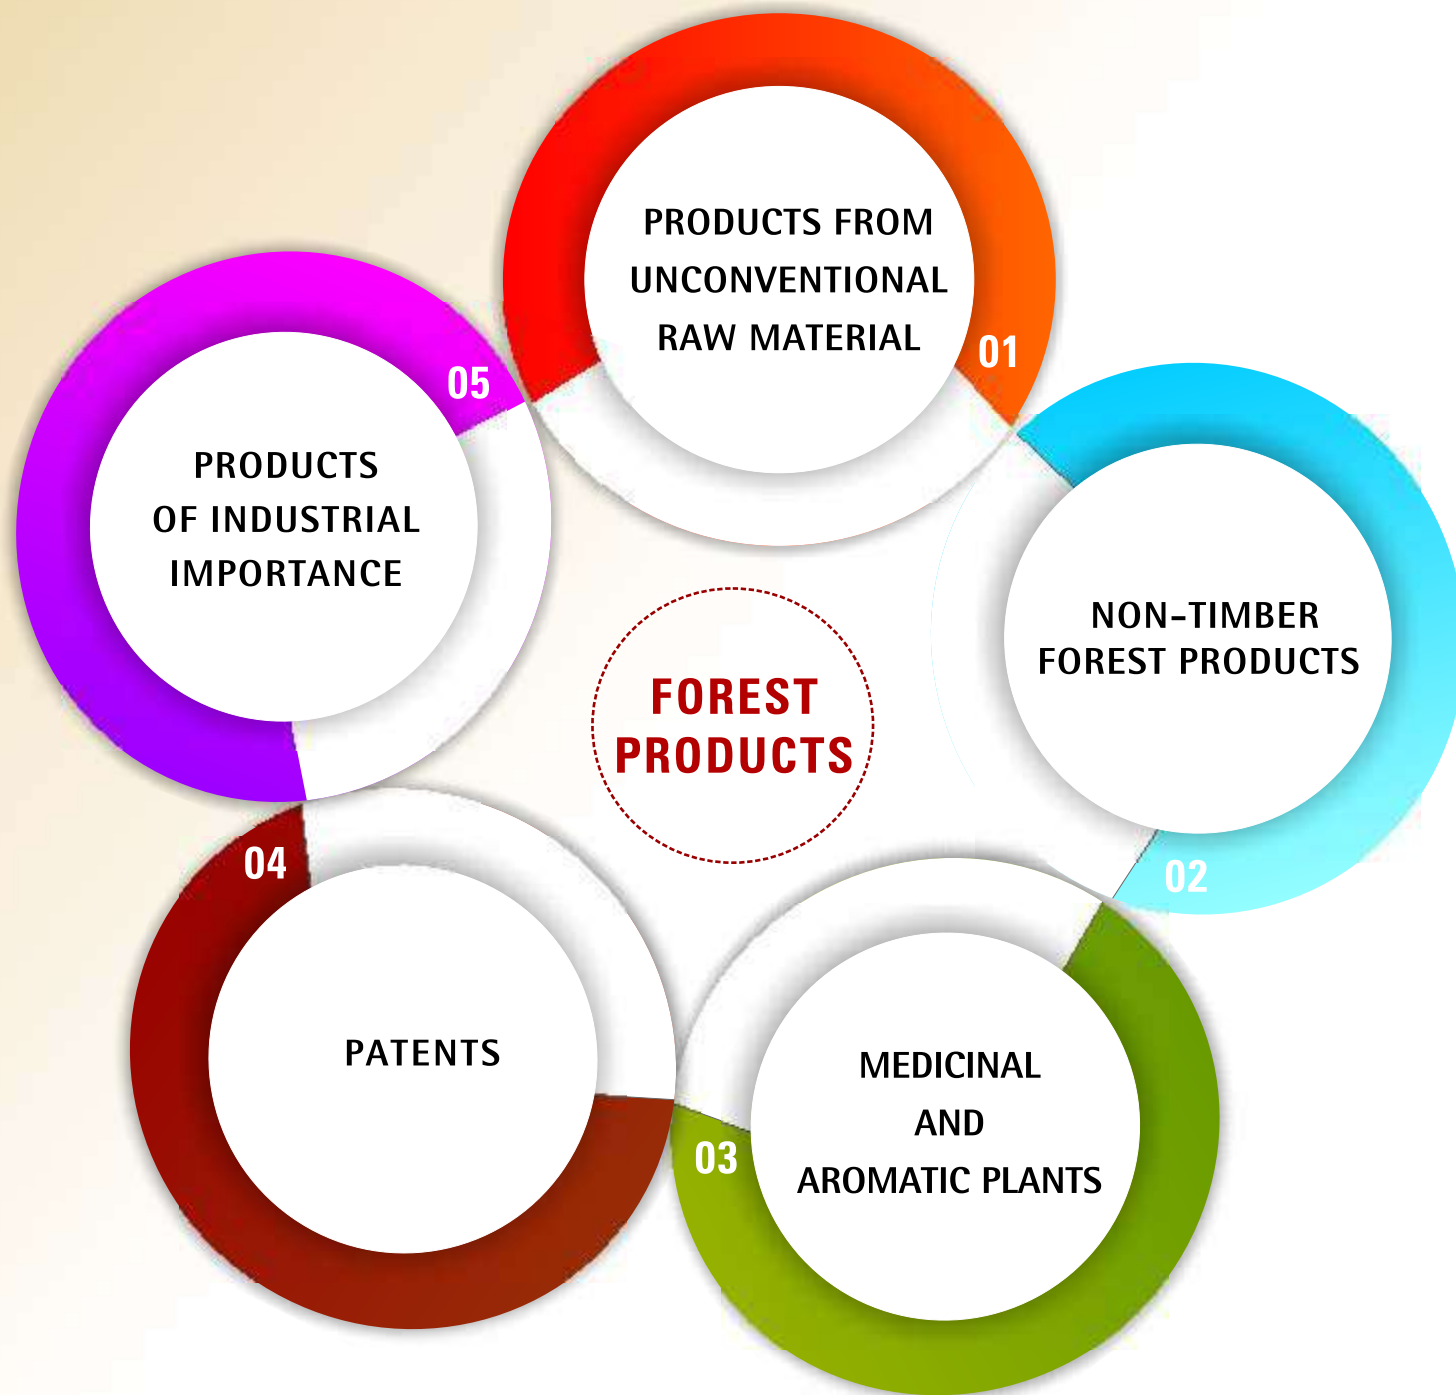 PRODUCTS FROM
UNCONVENTIONAL
RAW MATERIAL
01
NON-TIMBER
FOREST PRODUCTS
02
MEDICINAL
AND
AROMATIC PLANTS
03
PATENTS
04
PRODUCTS
OF INDUSTRIAL
IMPORTANCE
05
FOREST
PRODUCTS